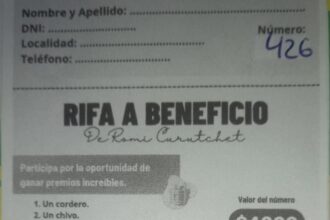 Nombre y Apellido:
DNI: Número:
Localidad: 426
Teléfono:
RIFA A BENEFICIO
De Romi Curutchet
Participa por la oportunidad de
ganar premios increíbles.
1. Un cordero. Valor del número
2. Un chivo.